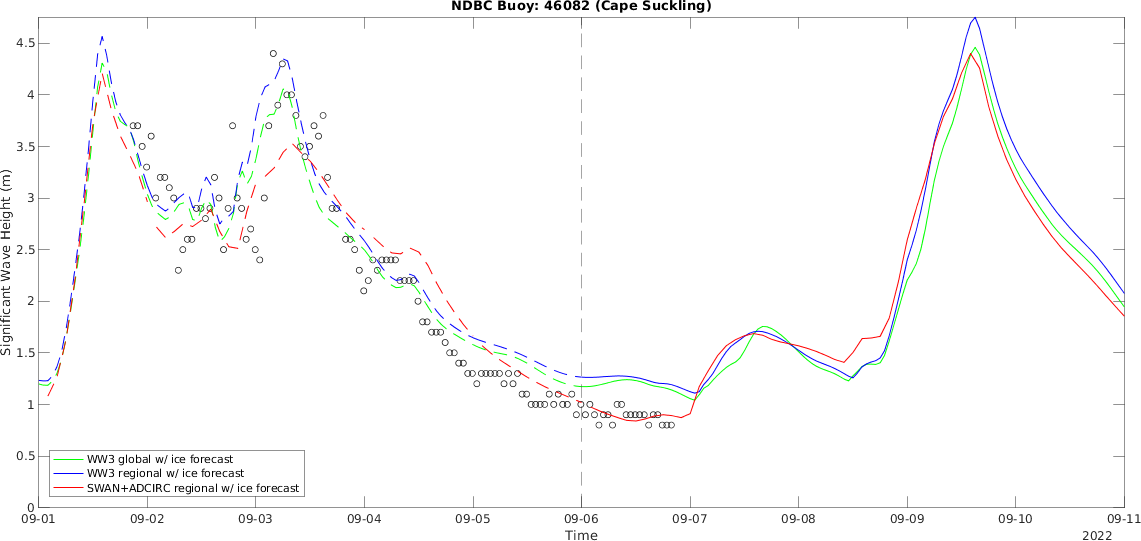 NDBC Buoy: 46082 (Cape Suckling)
Significant Wave Height (m)
4.5
4
3.5
3
2.5
2
1.5
1
0.5
0
WW3 global w/ ice forecast
WW3 regional w/ ice forecast
SWAN+ADCIRC regional w/ ice forecast
09-01 09-02 09-03 09-04 09-05 09-06 09-07 09-08 09-09 09-10 09-11
Time
2022